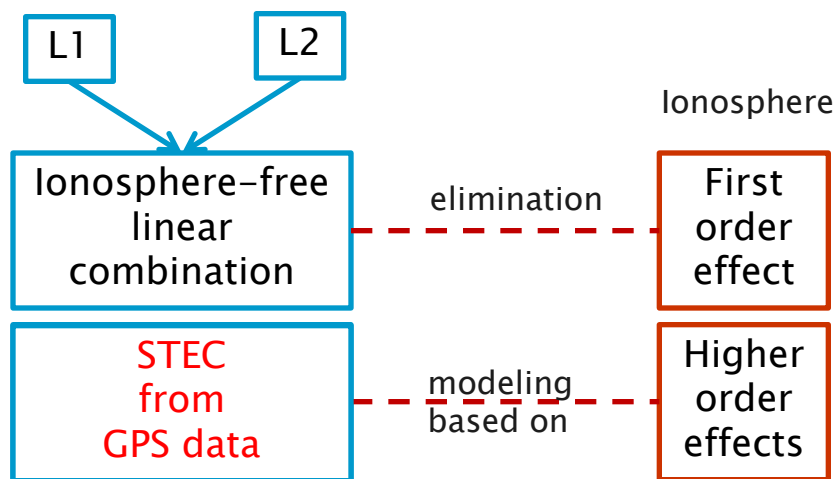 L1
L2
Ionosphere
Ionosphere-free
linear
combination
elimination
First
order
effect
STEC
from
GPS data
modeling
based on
Higher
order
effects